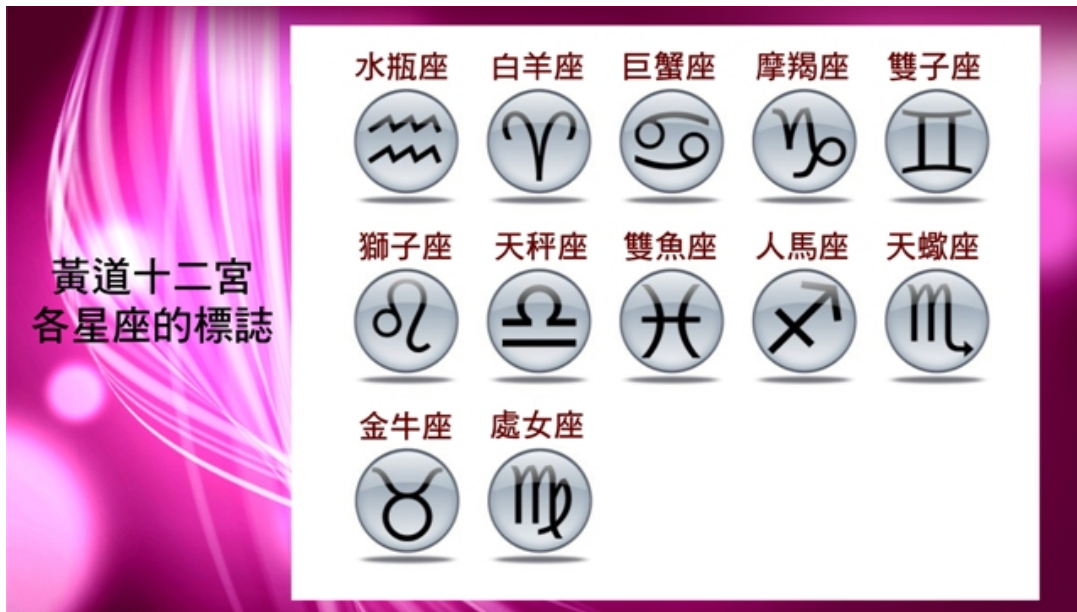 黃道十二宮
各星座的標誌
水瓶座 白羊座 巨蟹座 摩羯座 雙子座
獅子座 天秤座 雙魚座 人馬座 天蠍座
金牛座 處女座